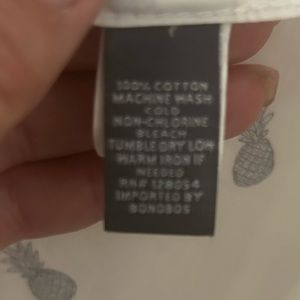 100% COTTON
MACHINE WASH
COLD
NON-CHLORINE
BLEACH
TUMBLE DRY LOW
WARM IRON IF
NEEDED
RN# 128054
IMPORTED BY
BONOBOS